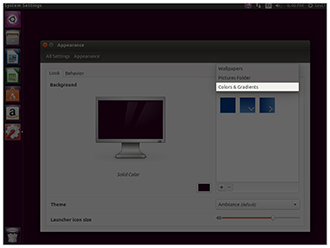 System Settings
Appearance
All Settings Appearance
Look Behavior
Background
Wallpapers
Pictures Folder
Colors & Gradients
Solid Color
Theme
Ambiance (default)
Launcher icon size